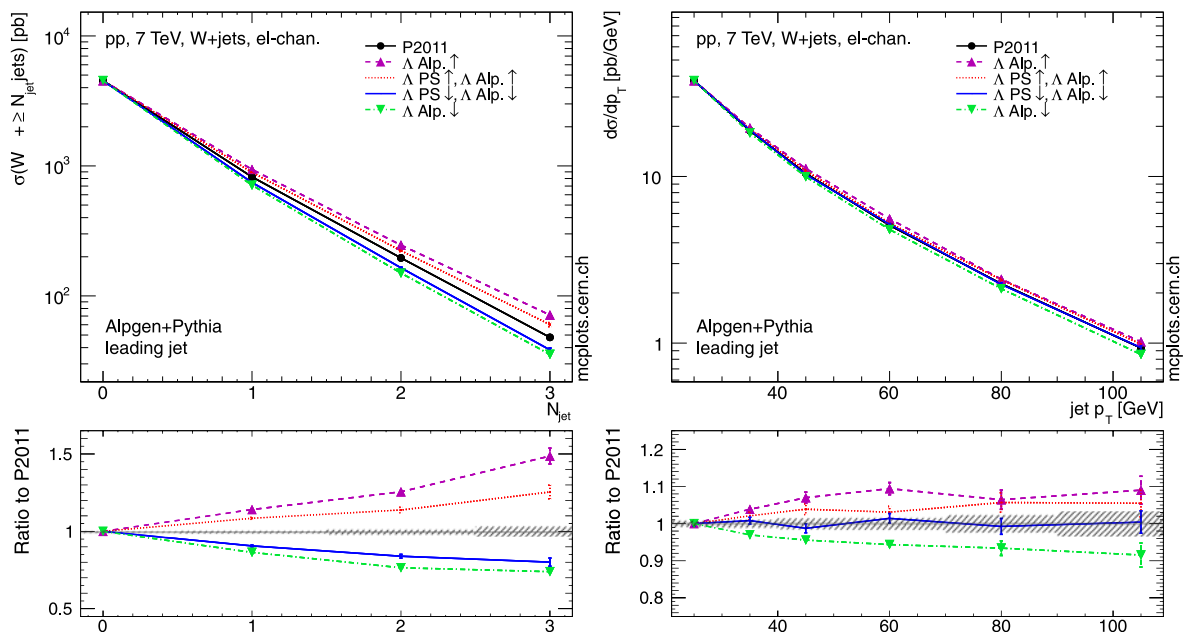 σ(W + ≥ N_jet jets) [pb]
10^4
10^3
10^2
pp, 7 TeV, W+jets, el-chan.
P2011
Λ Alp. ↑
Λ PS ↑, Λ Alp. ↑
Λ PS ↓, Λ Alp. ↓
Λ Alp. ↓
Alpgen+Pythia
leading jet
mcplots.cern.ch
0 1 2 3
N_jet
Ratio to P2011
1.5
1
0.5
0 1 2 3
dσ/dp_T [pb/GeV]
10
1
pp, 7 TeV, W+jets, el-chan.
P2011
Λ Alp. ↑
Λ PS ↑, Λ Alp. ↑
Λ PS ↓, Λ Alp. ↓
Λ Alp. ↓
Alpgen+Pythia
leading jet
mcplots.cern.ch
40 60 80 100
jet p_T [GeV]
Ratio to P2011
1.2
1.1
1
0.9
0.8
40 60 80 100